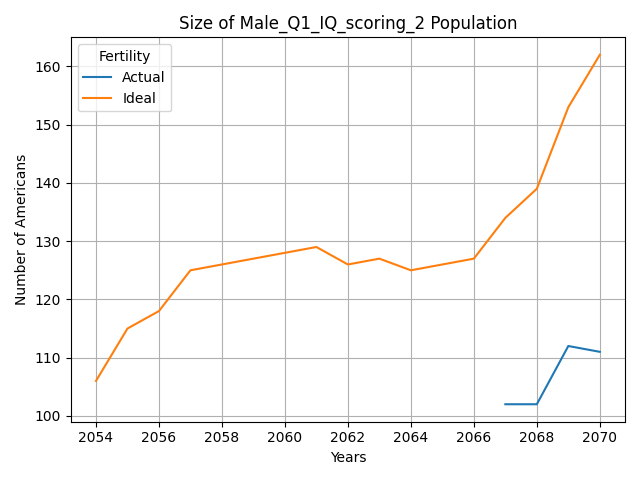 Size of Male_Q1_IQ_scoring_2 Population
Fertility
Actual
Ideal
Number of Americans
160
150
140
130
120
110
100
2054 2056 2058 2060 2062 2064 2066 2068 2070
Years